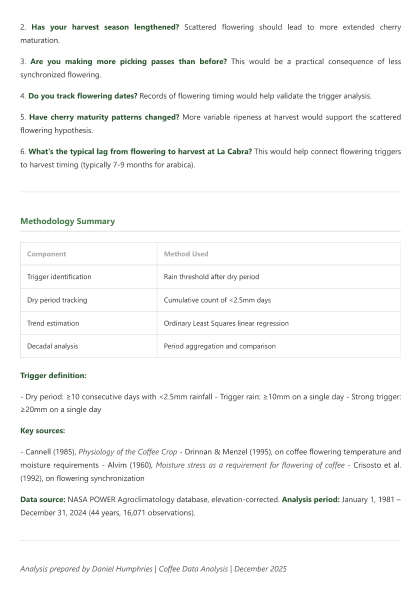 2. Has your harvest season lengthened? Scattered flowering should lead to more extended cherry
maturation.
3. Are you making more picking passes than before? This would be a practical consequence of less
synchronized flowering.
4. Do you track flowering dates? Records of flowering timing would help validate the trigger analysis.
5. Have cherry maturity patterns changed? More variable ripeness at harvest would support the scattered
flowering hypothesis.
6. What's the typical lag from flowering to harvest at La Cabra? This would help connect flowering triggers
to harvest timing (typically 7-9 months for arabica).
Methodology Summary
Component Method Used
Trigger identification Rain threshold after dry period
Dry period tracking Cumulative count of <2.5mm days
Trend estimation Ordinary Least Squares linear regression
Decadal analysis Period aggregation and comparison
Trigger definition:
- Dry period: ≥10 consecutive days with <2.5mm rainfall - Trigger rain: ≥10mm on a single day - Strong trigger:
≥20mm on a single day
Key sources:
- Cannell (1985), Physiology of the Coffee Crop - Drinnan & Menzel (1995), on coffee flowering temperature and
moisture requirements - Alvim (1960), Moisture stress as a requirement for flowering of coffee - Crisosto et al.
(1992), on flowering synchronization
Data source: NASA POWER Agroclimatology database, elevation-corrected. Analysis period: January 1, 1981 –
December 31, 2024 (44 years, 16,071 observations).
Analysis prepared by Daniel Humphries | Coffee Data Analysis | December 2025